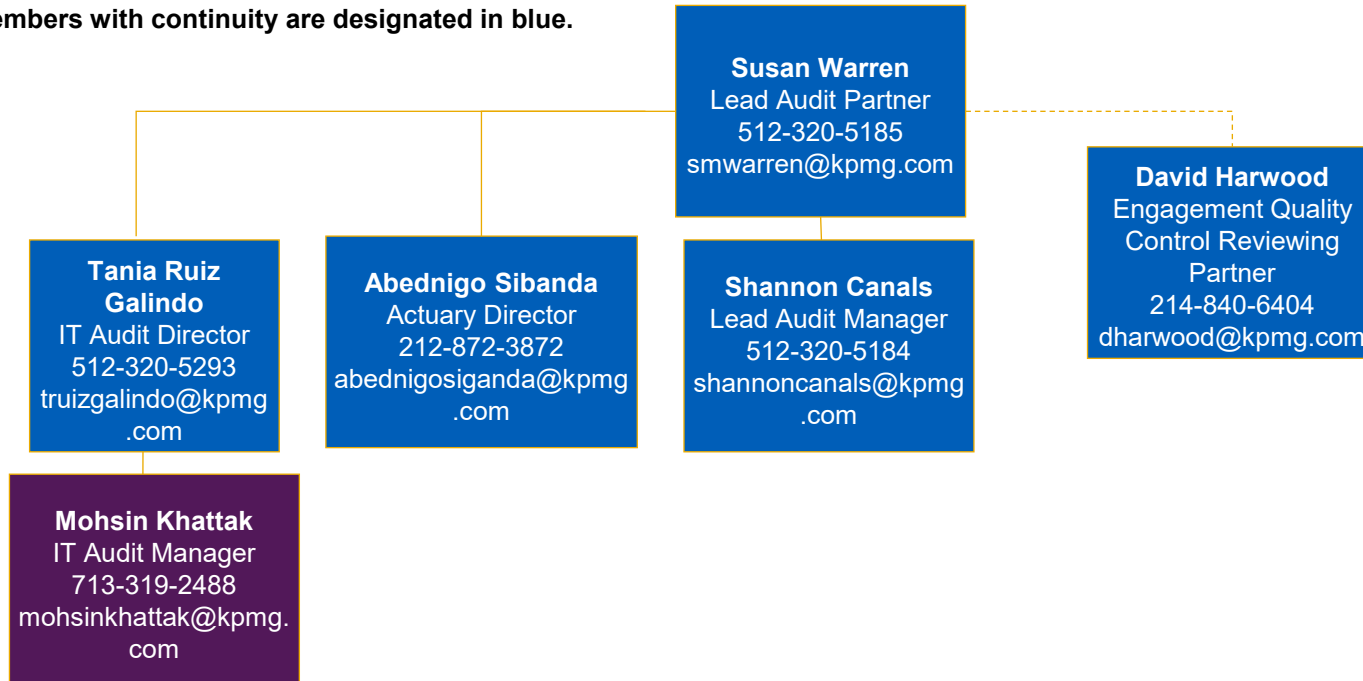 embers with continuity are designated in blue.
Susan Warren
Lead Audit Partner
512-320-5185
smwarren@kpmg.com
David Harwood
Engagement Quality
Control Reviewing
Partner
214-840-6404
dharwood@kpmg.com
Tania Ruiz
Galindo
IT Audit Director
512-320-5293
truizgalindo@kpmg
.com
Abednigo Sibanda
Actuary Director
212-872-3872
abednigosiganda@kpmg
.com
Shannon Canals
Lead Audit Manager
512-320-5184
shannoncanals@kpmg
.com
Mohsin Khattak
IT Audit Manager
713-319-2488
mohsinkhattak@kpmg.
com